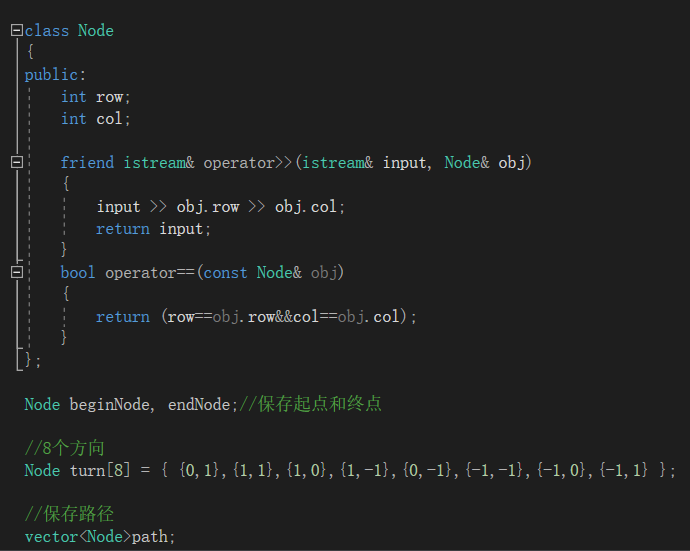 class Node
{
public:
int row;
int col;
friend istream& operator>>(istream& input, Node& obj)
{
input >> obj.row >> obj.col;
return input;
}
bool operator==(const Node& obj)
{
return (row==obj.row&&col==obj.col);
}
};
Node beginNode, endNode;//保存起点和终点
//8个方向
Node turn[8] = { {0,1},{1,1},{1,0},{1,-1},{0,-1},{-1,-1},{-1,0},{-1,1} };
//保存路径
vector<Node>path;